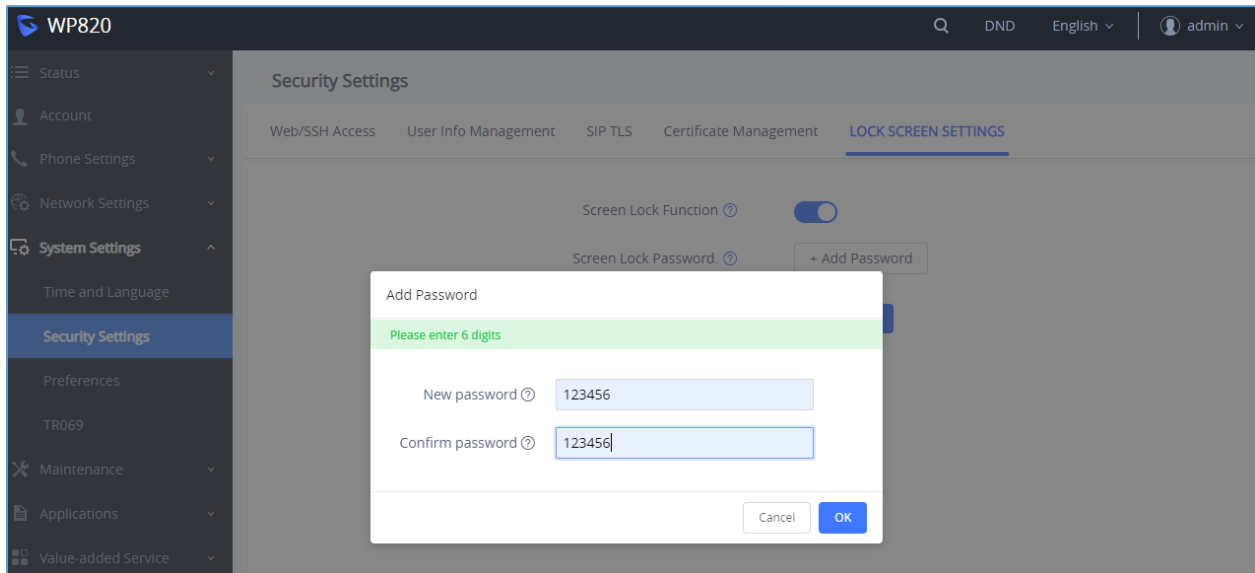 WP820
DND
English
admin
Status
Account
Phone Settings
Network Settings
System Settings
Time and Language
Security Settings
Preferences
TR069
Maintenance
Applications
Value-added Service
Security Settings
Web/SSH Access User Info Management SIP TLS Certificate Management LOCK SCREEN SETTINGS
Screen Lock Function ?
Screen Lock Password. ? + Add Password
Add Password
Please enter 6 digits
New password ? 123456
Confirm password ? 123456
Cancel OK